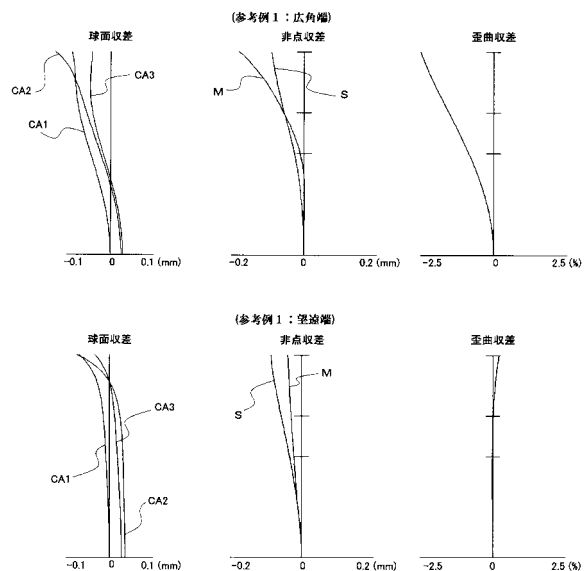 (参考例1:広角端)
球面収差
非点収差
歪曲収差
CA2
CA3
CA1
M
S
-0.1 0 0.1 (mm)
-0.2 0 0.2 (mm)
-2.5 0 2.5 (%)
(参考例1:望遠端)
球面収差
非点収差
歪曲収差
CA3
CA1
CA2
M
S
-0.1 0 0.1 (mm)
-0.2 0 0.2 (mm)
-2.5 0 2.5 (%)